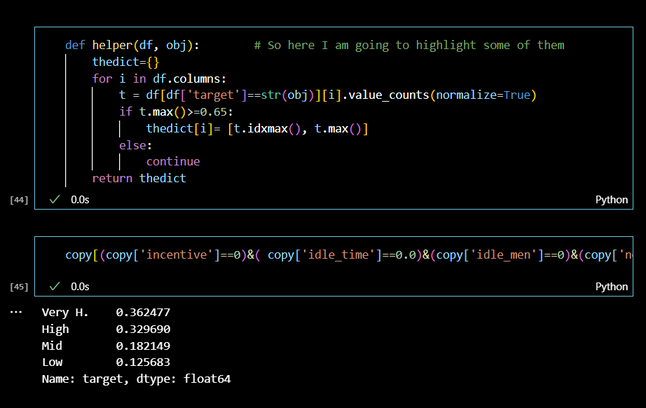 def helper(df, obj):        # So here I am going to highlight some of them
    thedict={}
    for i in df.columns:
        t = df[df['target']==str(obj)][i].value_counts(normalize=True)
        if t.max()>=0.65:
            thedict[i]= [t.idxmax(), t.max()]
        else:
            continue
    return thedict
[44] ✓ 0.0s Python
copy[(copy['incentive']==0)&( copy['idle_time']==0.0)&(copy['idle_men']==0)&(copy['n
[45] ✓ 0.0s Python
... Very H.    0.362477
High       0.329690
Mid        0.182149
Low        0.125683
Name: target, dtype: float64